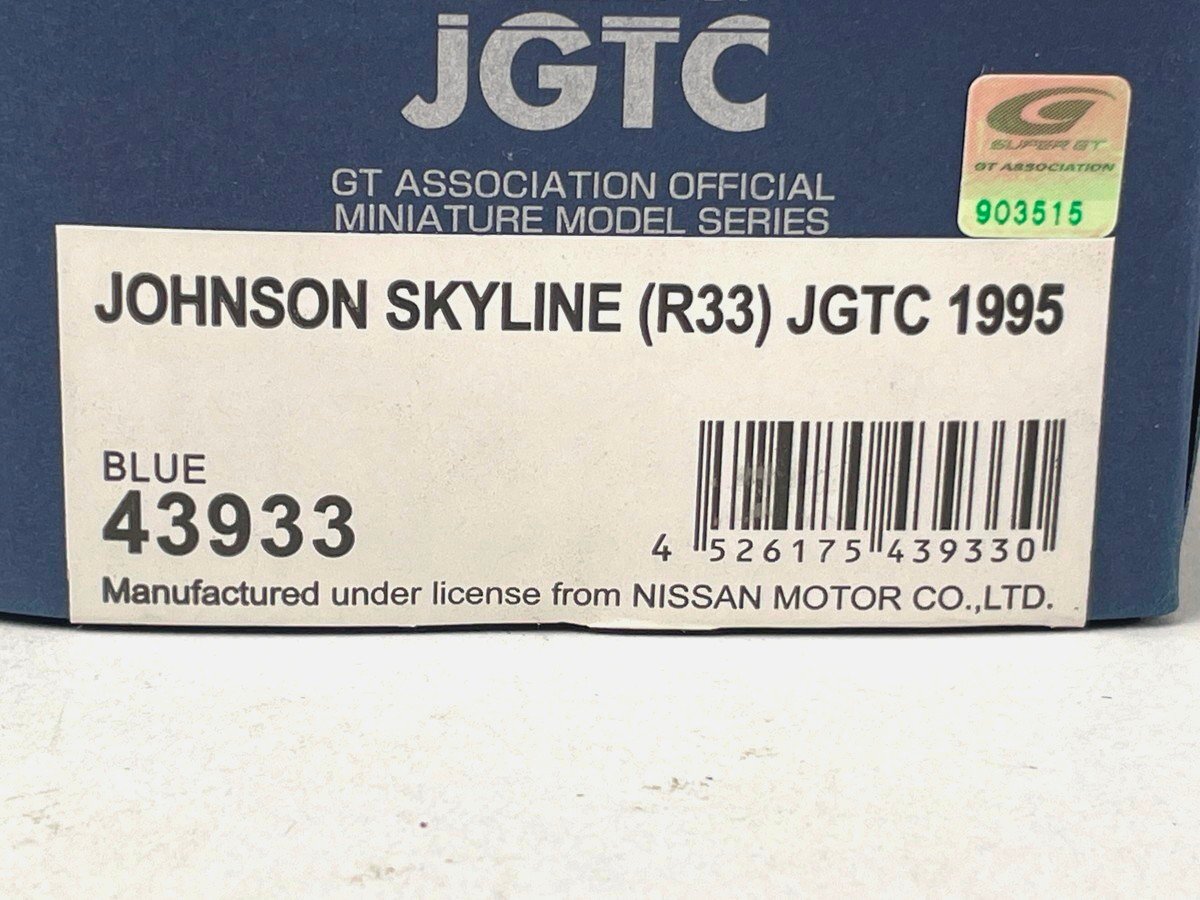 JGTC
GT ASSOCIATION OFFICIAL
MINIATURE MODEL SERIES
SUPER GT
GT ASSOCIATION
903515
JOHNSON SKYLINE (R33) JGTC 1995
BLUE
43933
4 526175 439330
Manufactured under license from NISSAN MOTOR CO.,LTD.